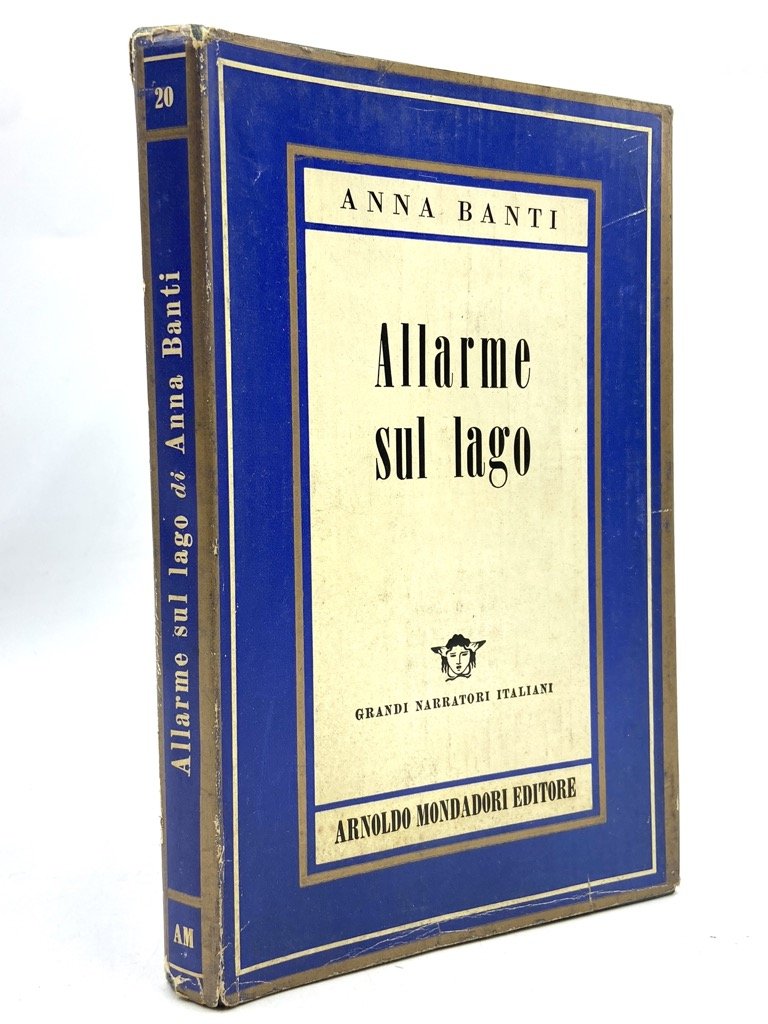 20
Allarme sul lago di Anna Banti
AM
ANNA BANTI
Allarme
sul lago
GRANDI NARRATORI ITALIANI
ARNOLDO MONDADORI EDITORE